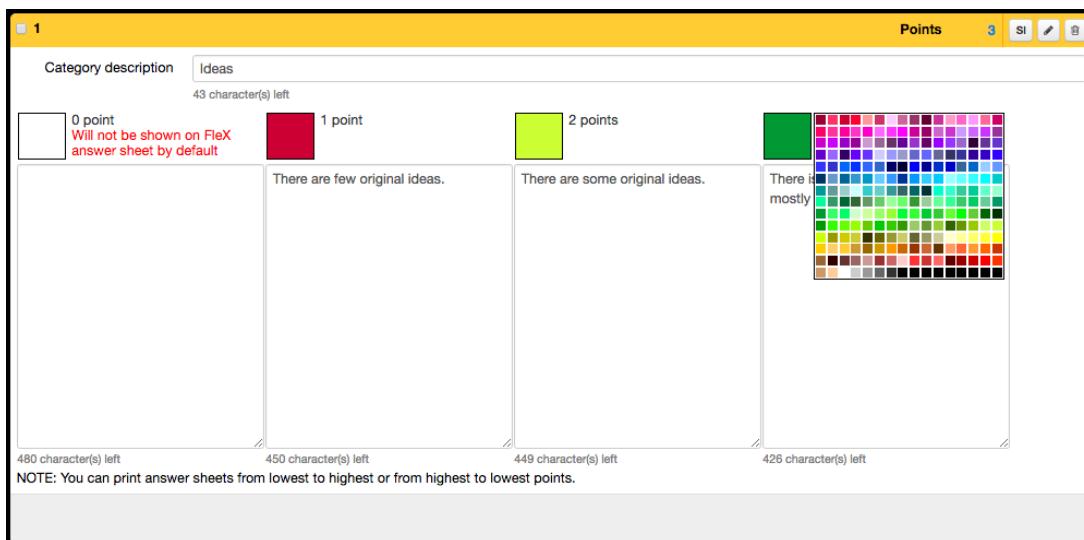 1 Points 3 SI
Category description Ideas
43 character(s) left
0 point
Will not be shown on FleX
answer sheet by default
1 point
2 points
There are few original ideas.
There are some original ideas.
There
mostly
480 character(s) left
450 character(s) left
449 character(s) left
426 character(s) left
NOTE: You can print answer sheets from lowest to highest or from highest to lowest points.